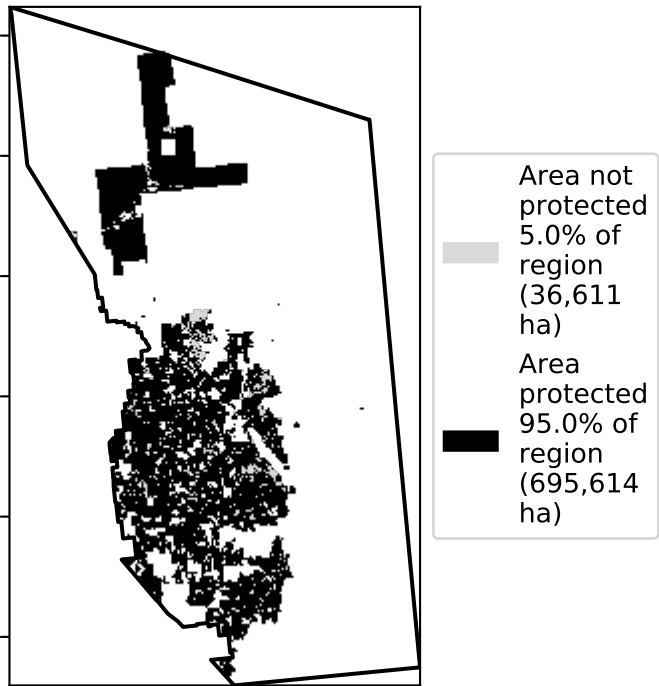 Area not
protected
5.0% of
region
(36,611
ha)
Area
protected
95.0% of
region
(695,614
ha)